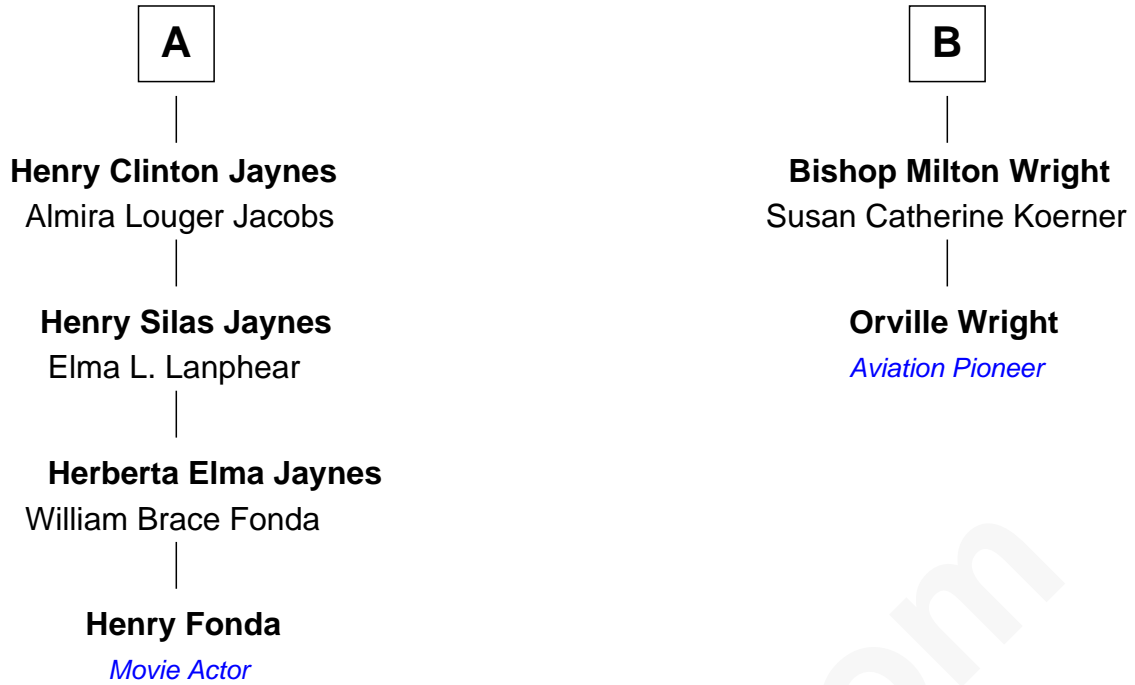 A
Henry Clinton Jaynes
Almira Louger Jacobs
Henry Silas Jaynes
Elma L. Lanphear
Herberta Elma Jaynes
William Brace Fonda
Henry Fonda
Movie Actor
B
Bishop Milton Wright
Susan Catherine Koerner
Orville Wright
Aviation Pioneer
om